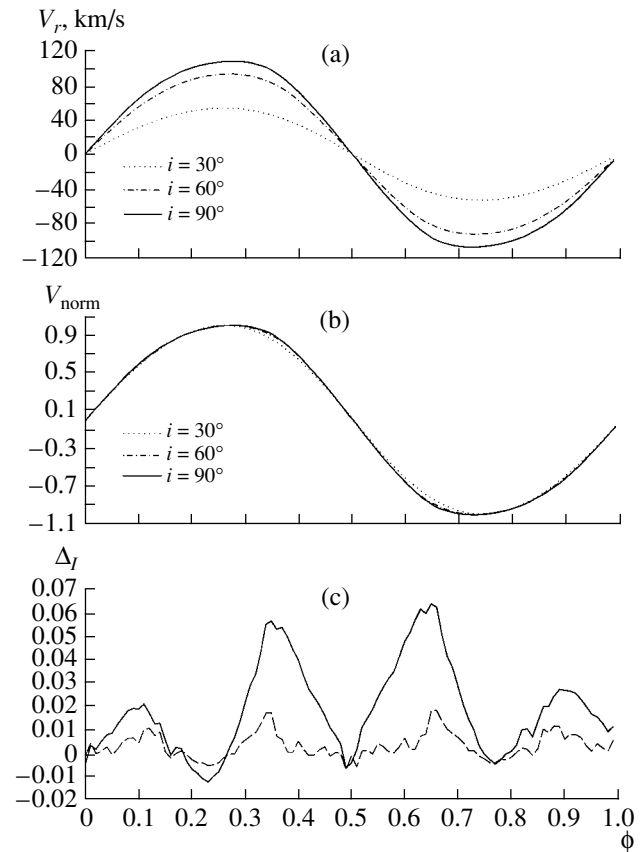 V_r, km/s
(a)
120
80
40
0
−40
−80
−120
i = 30°
i = 60°
i = 90°
V_norm
(b)
0.9
0.5
0.1
−0.3
−0.7
−1.1
i = 30°
i = 60°
i = 90°
Δ_I
(c)
0.07
0.06
0.05
0.04
0.03
0.02
0.01
0
−0.01
−0.02
0 0.1 0.2 0.3 0.4 0.5 0.6 0.7 0.8 0.9 1.0
ϕ